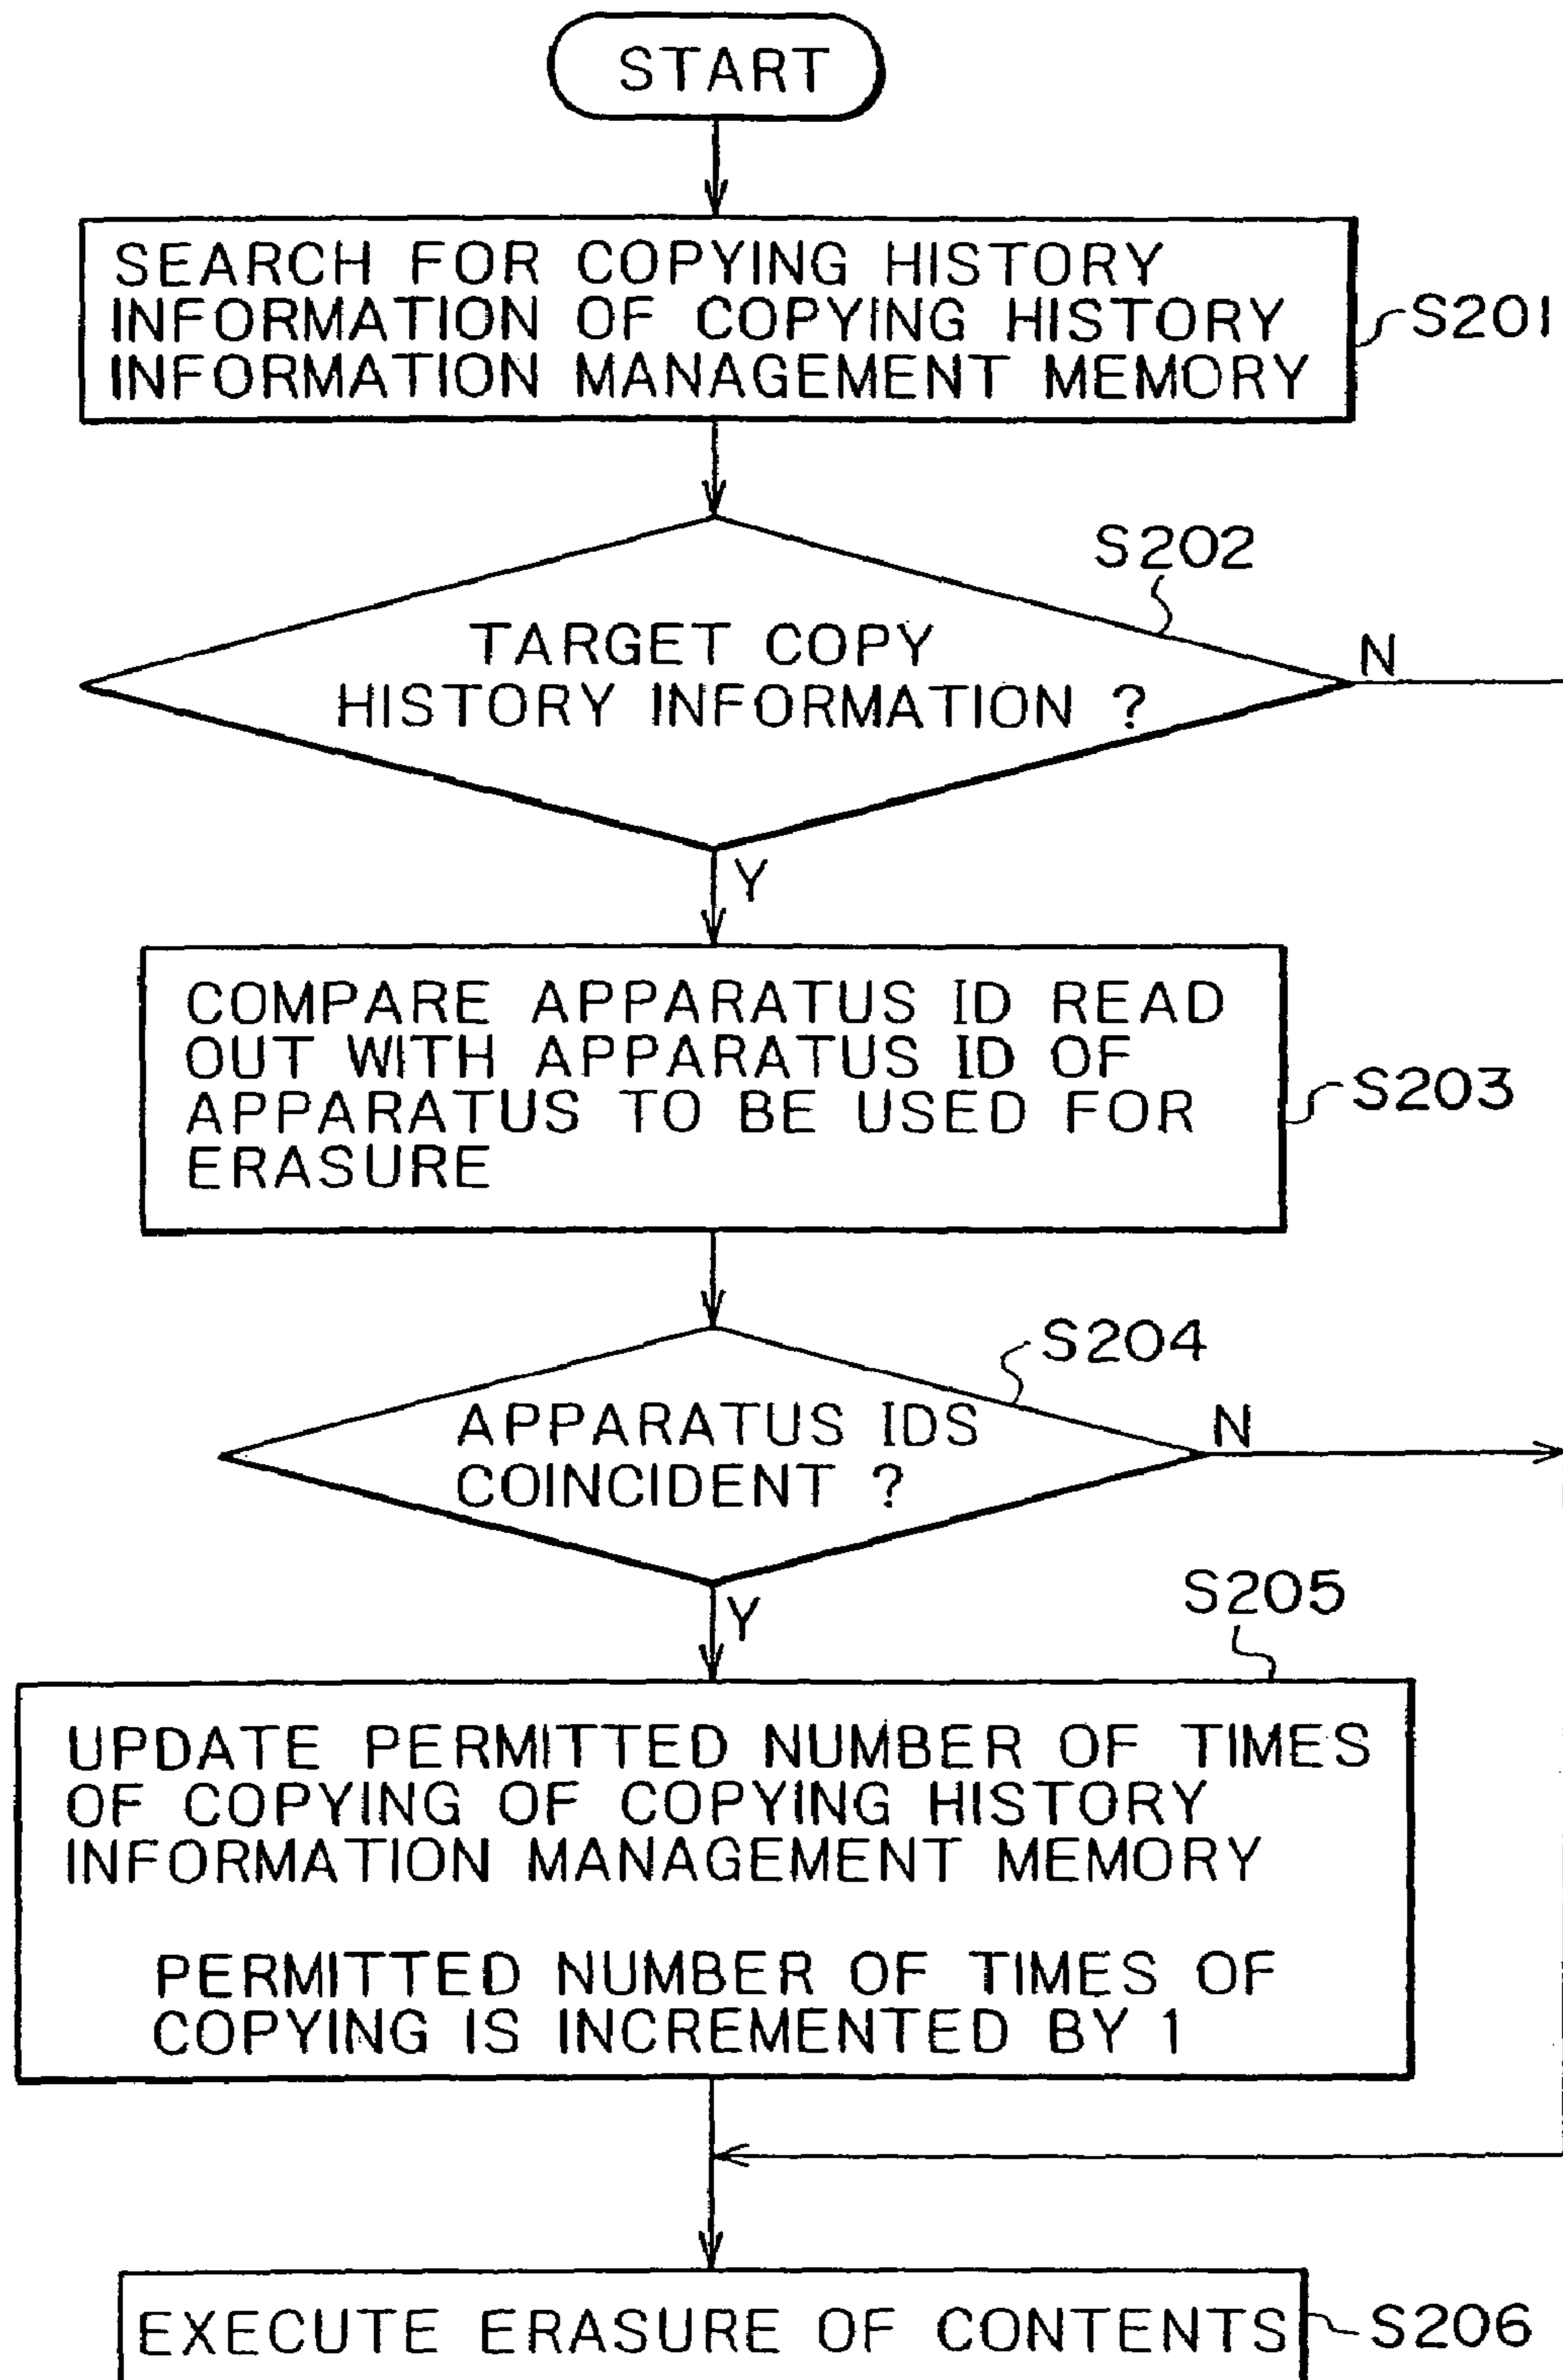 START
SEARCH FOR COPYING HISTORY
INFORMATION OF COPYING HISTORY
INFORMATION MANAGEMENT MEMORY
S201
S202
TARGET COPY
HISTORY INFORMATION ?
N
Y
COMPARE APPARATUS ID READ
OUT WITH APPARATUS ID OF
APPARATUS TO BE USED FOR
ERASURE
S203
S204
APPARATUS IDS
COINCIDENT ?
N
Y
S205
UPDATE PERMITTED NUMBER OF TIMES
OF COPYING OF COPYING HISTORY
INFORMATION MANAGEMENT MEMORY
PERMITTED NUMBER OF TIMES OF
COPYING IS INCREMENTED BY 1
EXECUTE ERASURE OF CONTENTS
S206